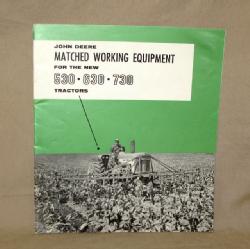 JOHN DEERE
MATCHED WORKING EQUIPMENT
FOR THE NEW
530 · 630 · 730
TRACTORS